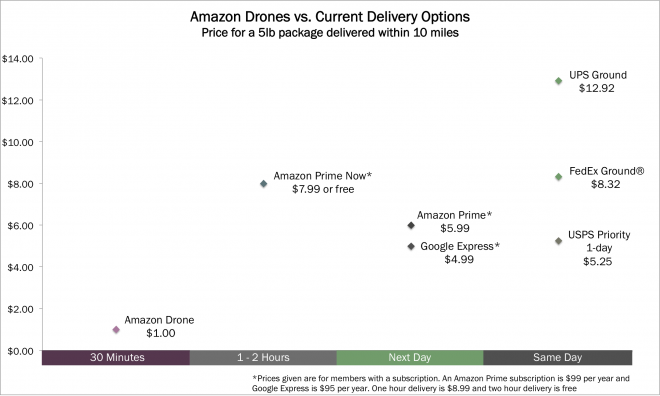 Amazon Drones vs. Current Delivery Options
Price for a 5lb package delivered within 10 miles
$14.00
$12.00
$10.00
$8.00
$6.00
$4.00
$2.00
$0.00
UPS Ground
$12.92
FedEx Ground®
$8.32
Amazon Prime Now*
$7.99 or free
Amazon Prime*
$5.99
Google Express*
$4.99
USPS Priority
1-day
$5.25
Amazon Drone
$1.00
30 Minutes
1 - 2 Hours
Next Day
Same Day
*Prices given are for members with a subscription. An Amazon Prime subscription is $99 per year and
Google Express is $95 per year. One hour delivery is $8.99 and two hour delivery is free